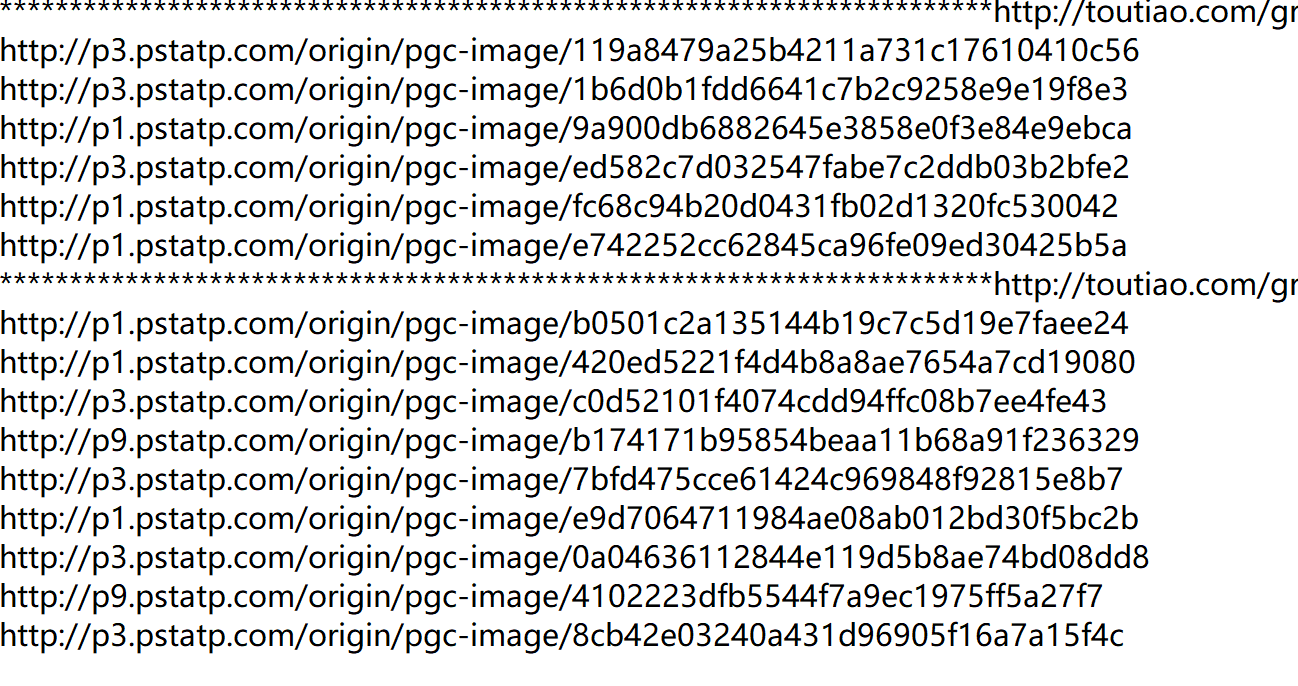 ***********************************************************************http://toutiao.com/gr
http://p3.pstatp.com/origin/pgc-image/119a8479a25b4211a731c17610410c56
http://p3.pstatp.com/origin/pgc-image/1b6d0b1fdd6641c7b2c9258e9e19f8e3
http://p1.pstatp.com/origin/pgc-image/9a900db6882645e3858e0f3e84e9ebca
http://p3.pstatp.com/origin/pgc-image/ed582c7d032547fabe7c2ddb03b2bfe2
http://p1.pstatp.com/origin/pgc-image/fc68c94b20d0431fb02d1320fc530042
http://p1.pstatp.com/origin/pgc-image/e742252cc62845ca96fe09ed30425b5a
***********************************************************************http://toutiao.com/gr
http://p1.pstatp.com/origin/pgc-image/b0501c2a135144b19c7c5d19e7faee24
http://p1.pstatp.com/origin/pgc-image/420ed5221f4d4b8a8ae7654a7cd19080
http://p3.pstatp.com/origin/pgc-image/c0d52101f4074cdd94ffc08b7ee4fe43
http://p9.pstatp.com/origin/pgc-image/b174171b95854beaa11b68a91f236329
http://p3.pstatp.com/origin/pgc-image/7bfd475cce61424c969848f92815e8b7
http://p1.pstatp.com/origin/pgc-image/e9d7064711984ae08ab012bd30f5bc2b
http://p3.pstatp.com/origin/pgc-image/0a04636112844e119d5b8ae74bd08dd8
http://p9.pstatp.com/origin/pgc-image/4102223dfb5544f7a9ec1975ff5a27f7
http://p3.pstatp.com/origin/pgc-image/8cb42e03240a431d96905f16a7a15f4c